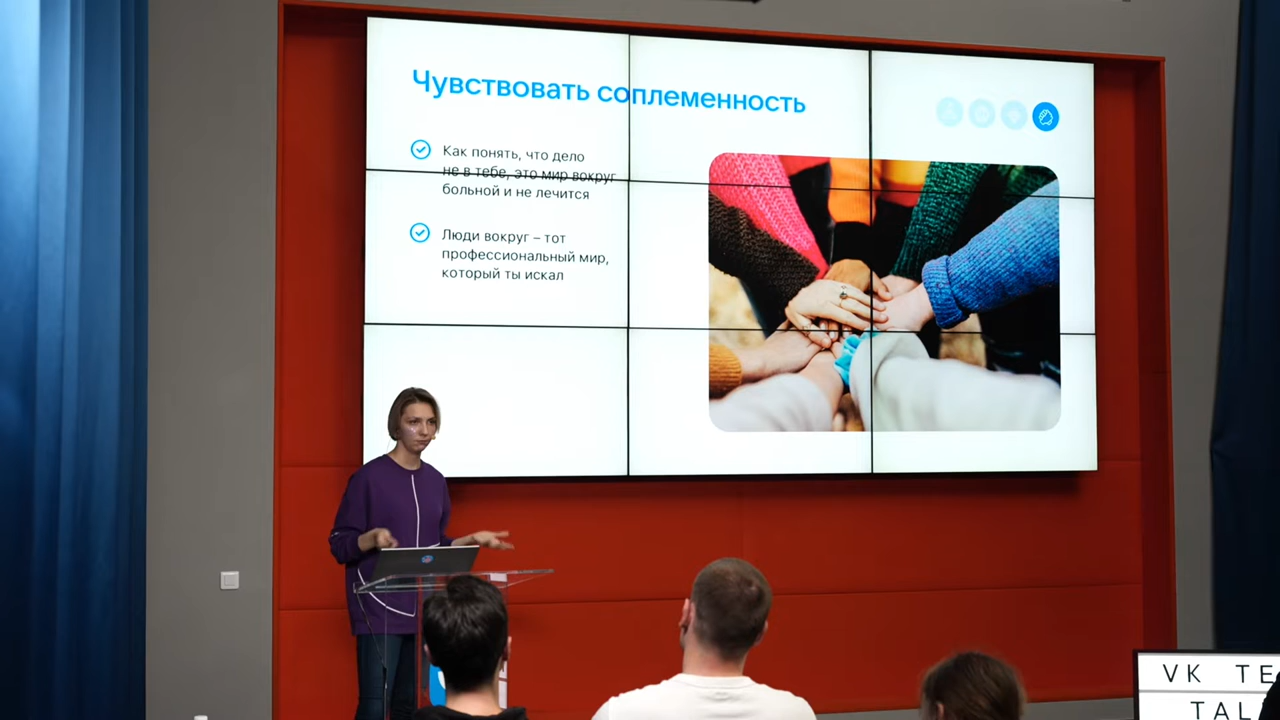 Чувствовать соплеменность
Как понять, что дело
не в тебе, это мир вокруг
больной и не лечится
Люди вокруг – тот
профессиональный мир,
который ты искал
VK TE
TAL